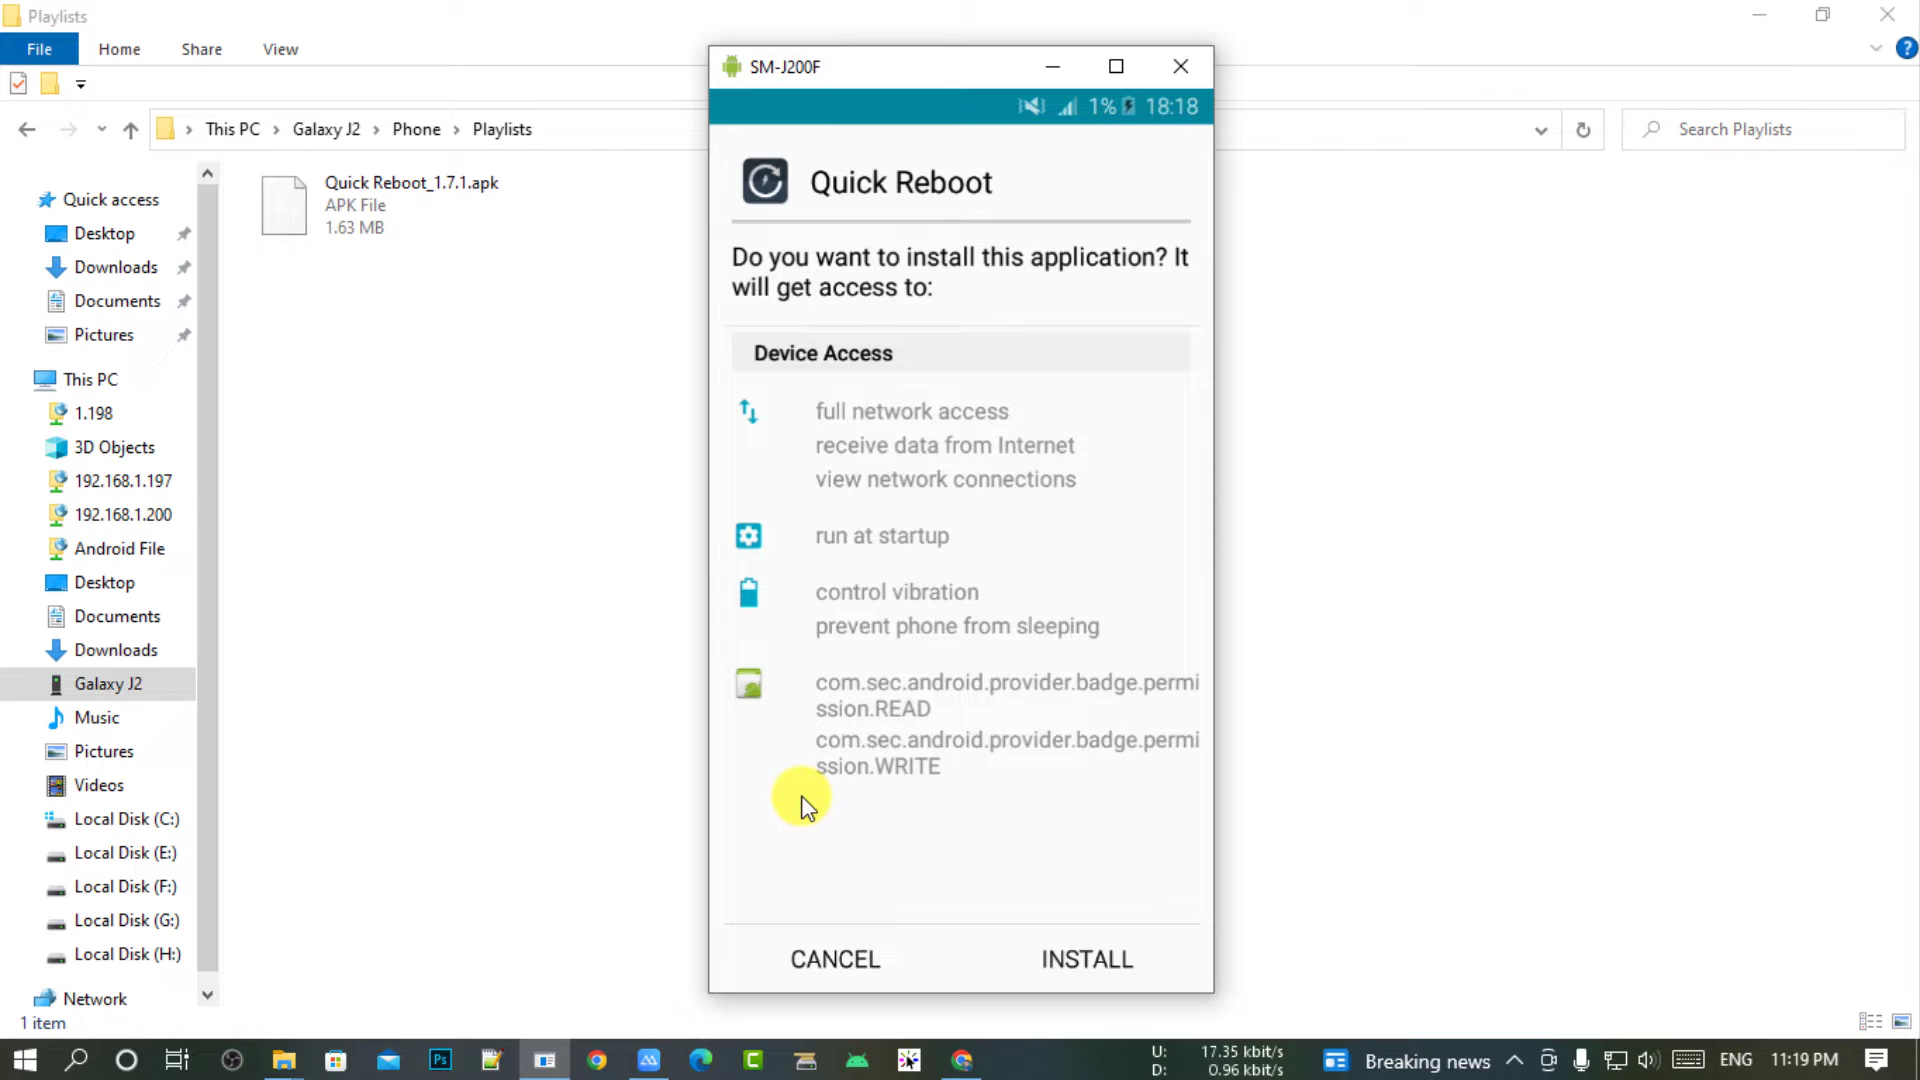 Playlists
File Home Share View
This PC Galaxy J2 Phone Playlists
Search Playlists
Quick access
Desktop
Downloads
Documents
Pictures
This PC
1.198
3D Objects
192.168.1.197
192.168.1.200
Android File
Desktop
Documents
Downloads
Galaxy J2
Music
Pictures
Videos
Local Disk (C:)
Local Disk (E:)
Local Disk (F:)
Local Disk (G:)
Local Disk (H:)
Network
1 item
Quick Reboot_1.7.1.apk
APK File
1.63 MB
SM-J200F
1% 18:18
Quick Reboot
Do you want to install this application? It
will get access to:
Device Access
full network access
receive data from Internet
view network connections
run at startup
control vibration
prevent phone from sleeping
com.sec.android.provider.badge.permi
ssion.READ
com.sec.android.provider.badge.permi
ssion.WRITE
CANCEL INSTALL
Ps
C
U: 17.35 kbit/s
D: 0.96 kbit/s
Breaking news
ENG 11:19 PM